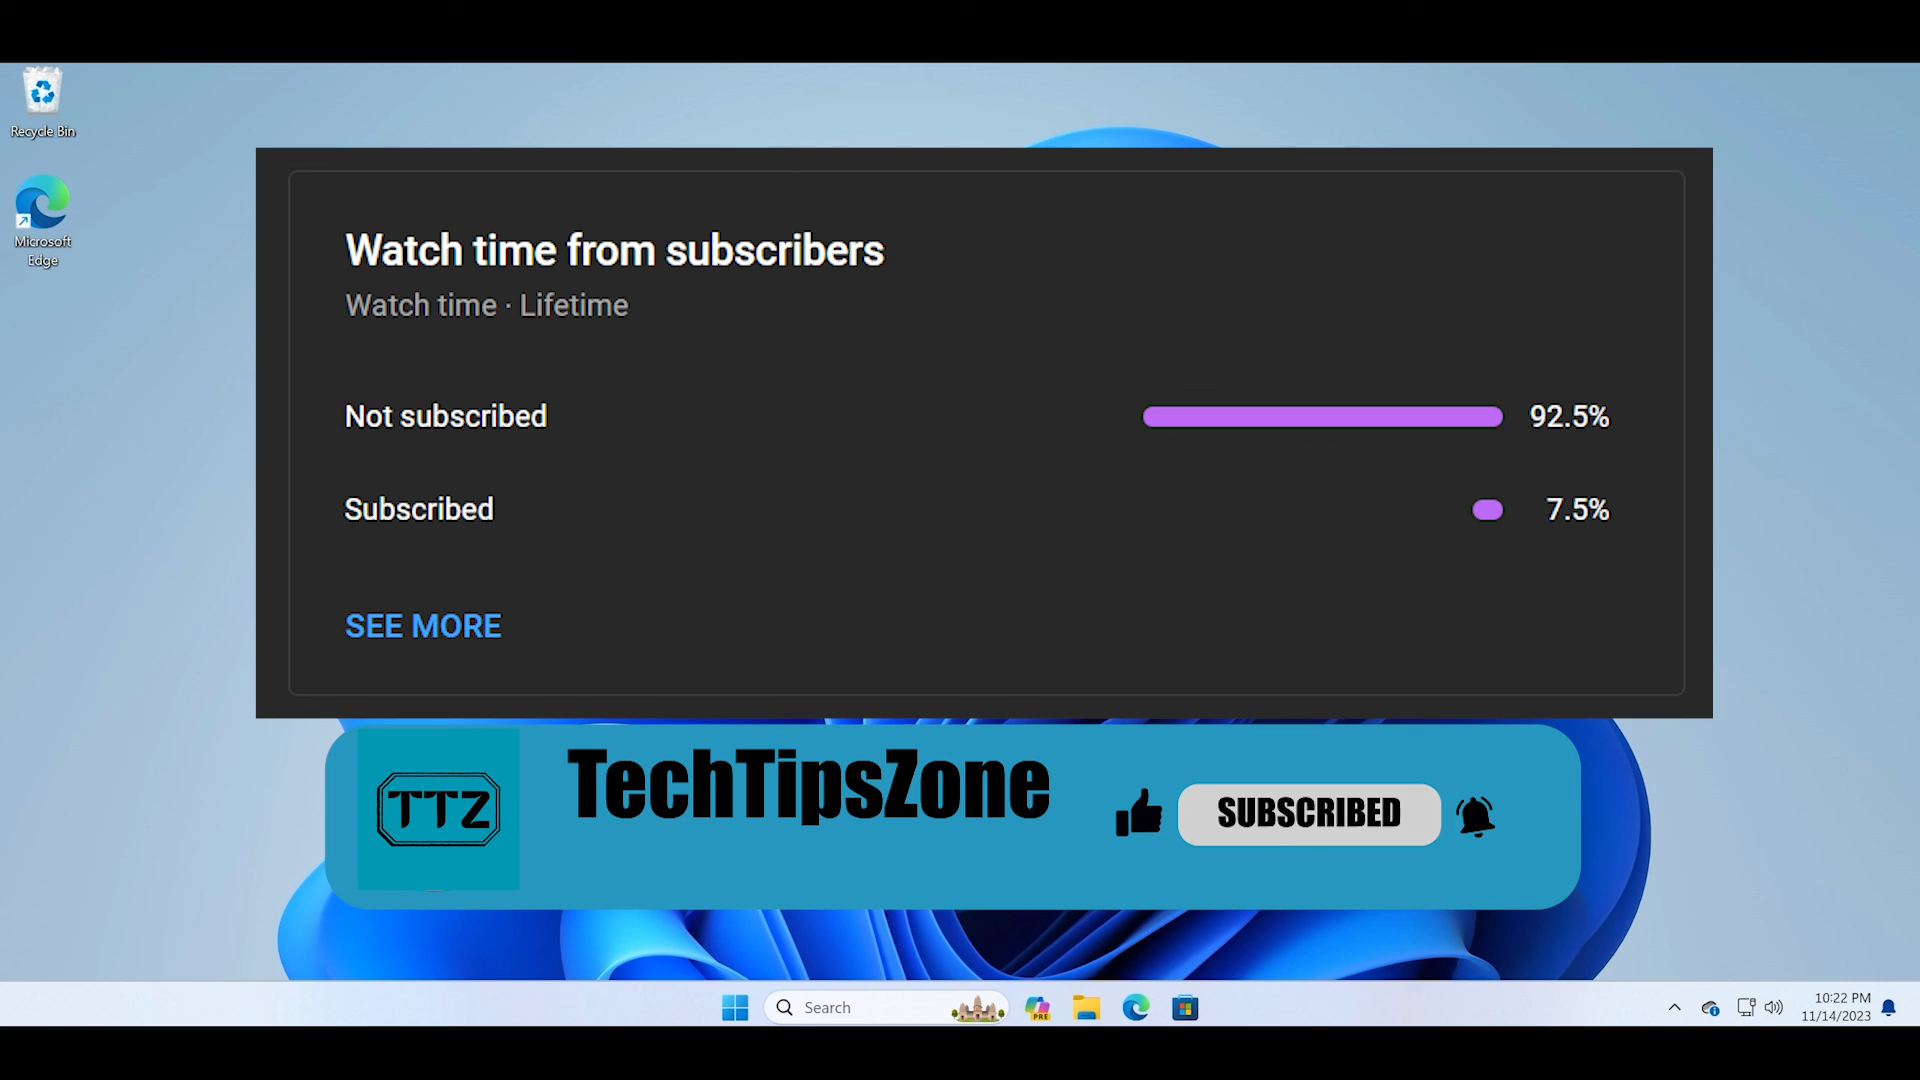 Recycle Bin
Microsoft
Edge
Watch time from subscribers
Watch time · Lifetime
Not subscribed
92.5%
Subscribed
7.5%
SEE MORE
TTZ
TechTipsZone
SUBSCRIBED
Search
PRE
10:22 PM
11/14/2023